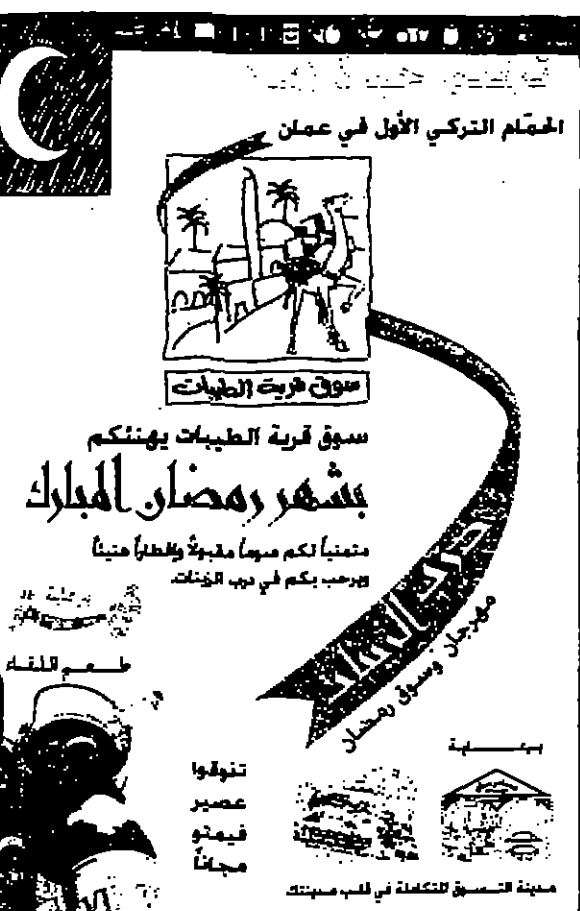 الحمّام التركي الأول في عمان
سوق قرية الطيبات
سوق قرية الطيبات يهنئكم
بشهر رمضان المبارك
متمنياً لكم صوماً مقبولاً وإفطاراً هنيئاً
ويرحب بكم في درب الزينات.
مهرجان وسوق رمضان
طعم اللقاء
تذوقوا
عصير
فيمتو
مجاناً
برعاية
مدينة التسوق المتكاملة في قلب مدينتك